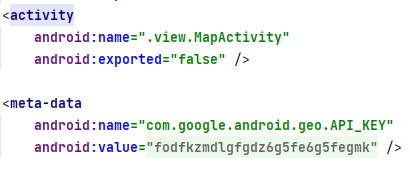 <activity
android:name=".view.MapActivity"
android:exported="false" />
<meta-data
android:name="com.google.android.geo.API_KEY"
android:value="fodfkzmdlgfgdz6g5fe6g5fegmk" />